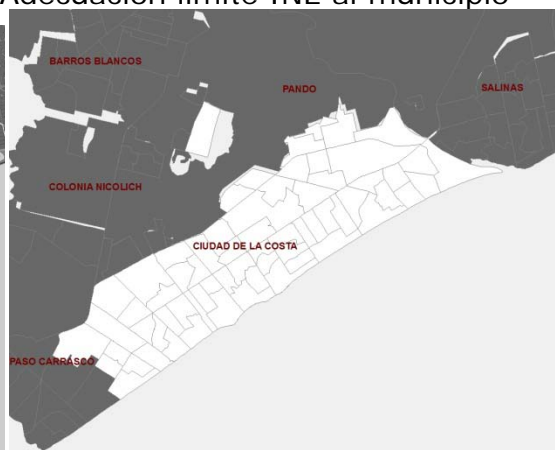 Adecuación límite INE al municipio
BARROS BLANCOS
PANDO
SALINAS
COLONIA NICOLICH
CIUDAD DE LA COSTA
PASO CARRASCO